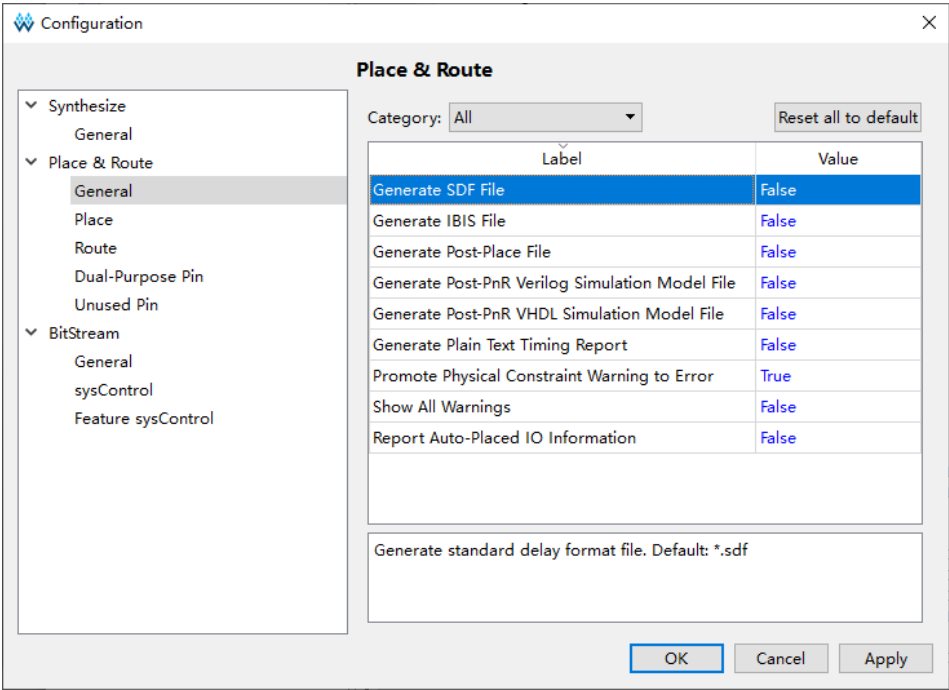 Configuration
Place & Route
Synthesize
General
Place & Route
General
Place
Route
Dual-Purpose Pin
Unused Pin
BitStream
General
sysControl
Feature sysControl
Category: All
Reset all to default
Label Value
Generate SDF File False
Generate IBIS File False
Generate Post-Place File False
Generate Post-PnR Verilog Simulation Model File False
Generate Post-PnR VHDL Simulation Model File False
Generate Plain Text Timing Report False
Promote Physical Constraint Warning to Error True
Show All Warnings False
Report Auto-Placed IO Information False
Generate standard delay format file. Default: *.sdf
OK Cancel Apply